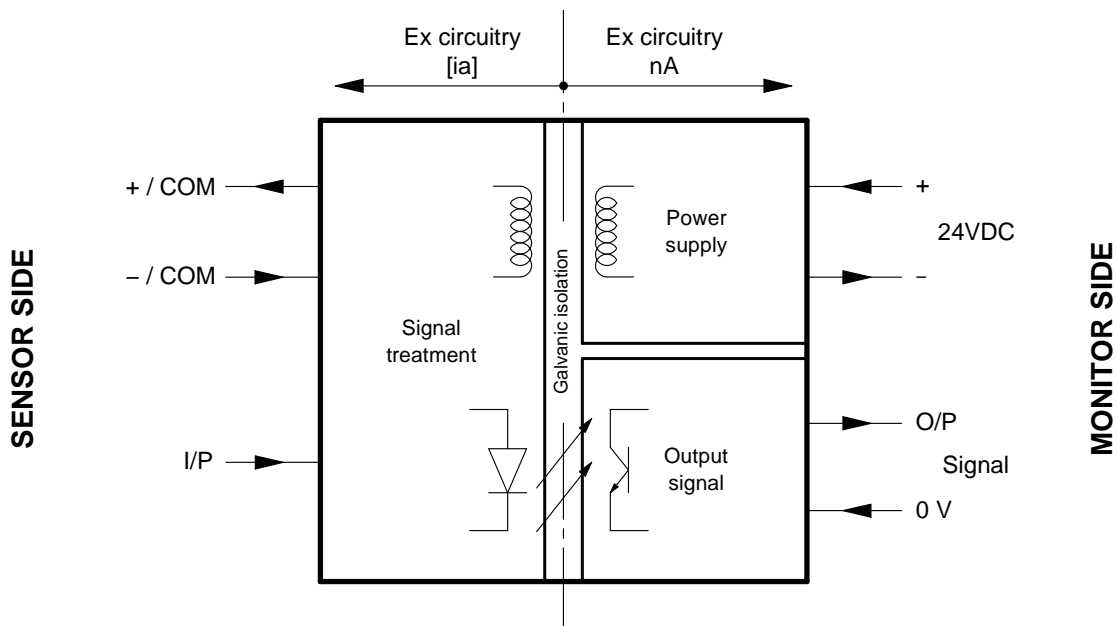 Ex circuitry
[ia]
Ex circuitry
nA
SENSOR SIDE
+ / COM
– / COM
I/P
Signal
treatment
Galvanic isolation
Power
supply
Output
signal
+
24VDC
–
O/P
Signal
0 V
MONITOR SIDE